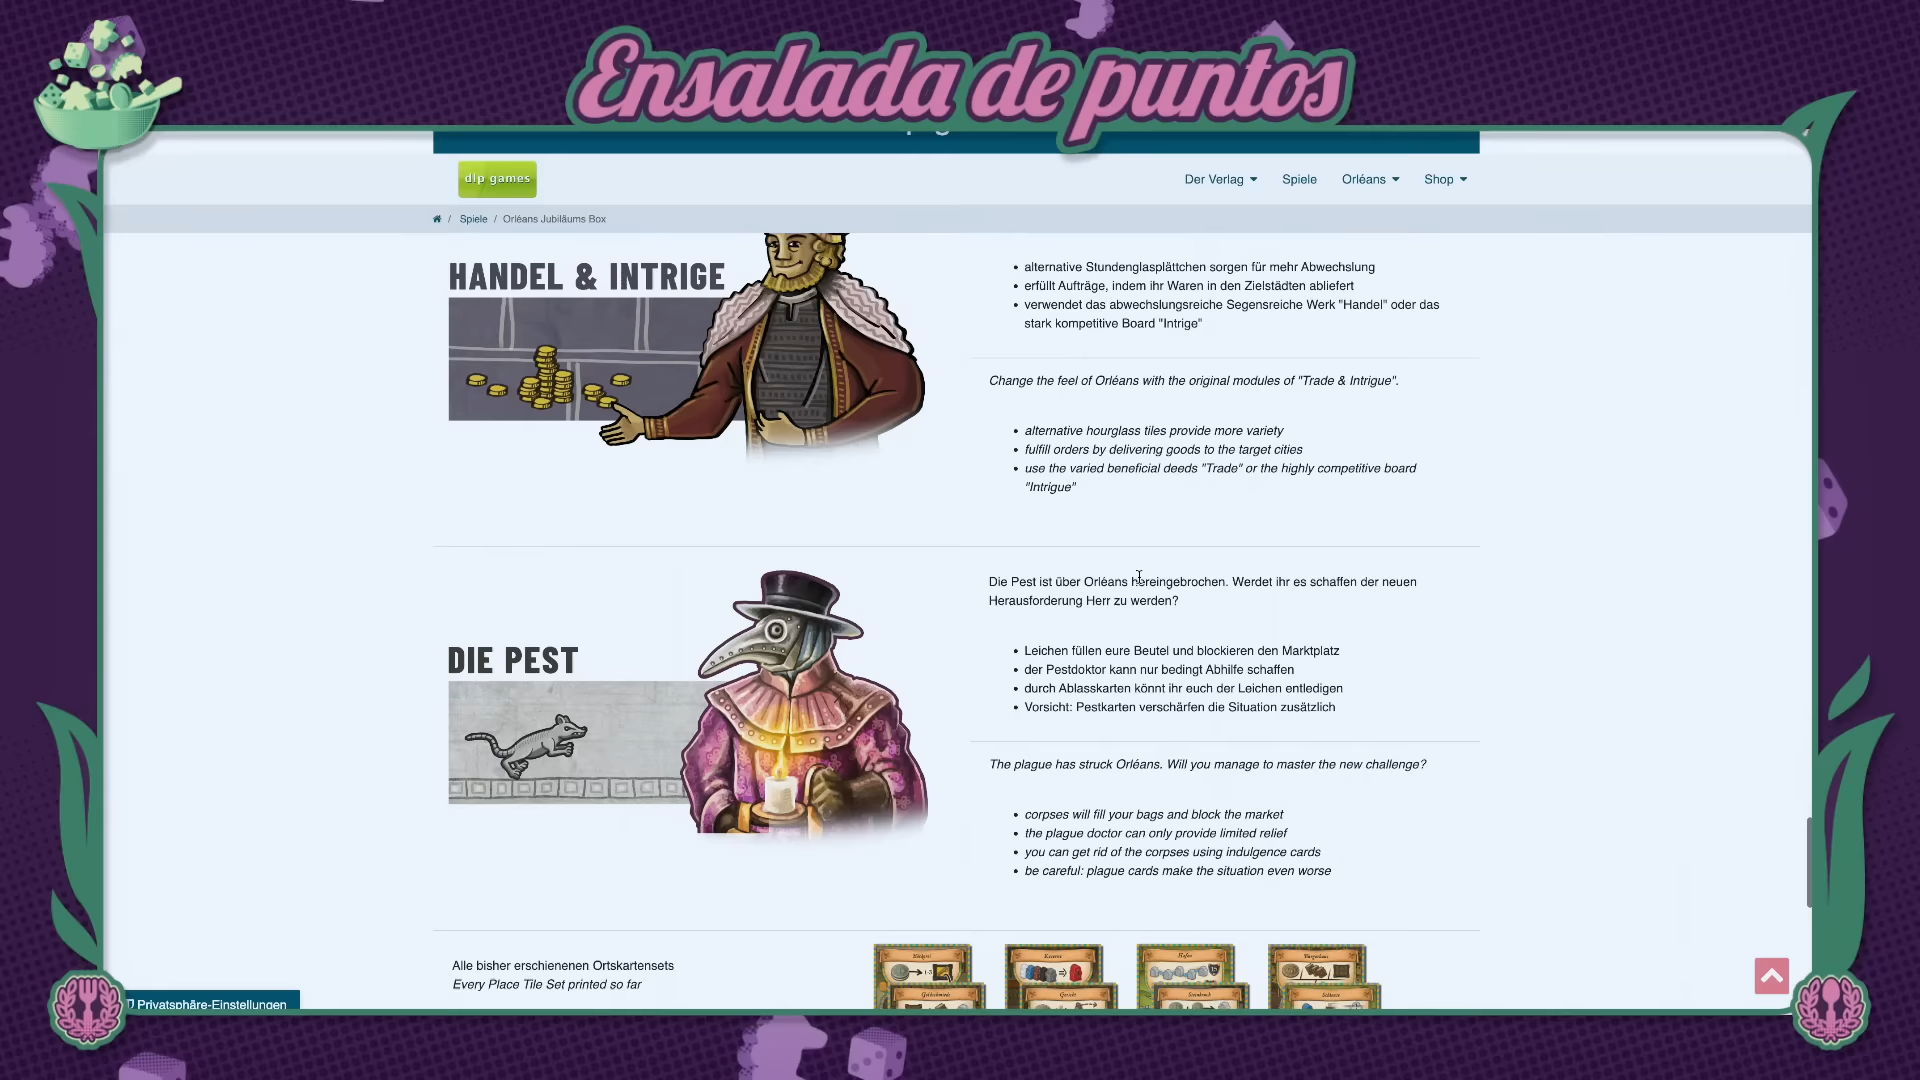 Ensalada de puntos
dlp games
Der Verlag
Spiele
Orléans
Shop
/ Spiele / Orléans Jubiläums Box
HANDEL & INTRIGE
alternative Stundenglasplättchen sorgen für mehr Abwechslung
erfüllt Aufträge, indem ihr Waren in den Zielstädten abliefert
verwendet das abwechslungsreiche Segensreiche Werk "Handel" oder das
stark kompetitive Board "Intrige"
Change the feel of Orléans with the original modules of "Trade & Intrigue".
alternative hourglass tiles provide more variety
fulfill orders by delivering goods to the target cities
use the varied beneficial deeds "Trade" or the highly competitive board
"Intrigue"
DIE PEST
Die Pest ist über Orléans hereingebrochen. Werdet ihr es schaffen der neuen
Herausforderung Herr zu werden?
Leichen füllen eure Beutel und blockieren den Marktplatz
der Pestdoktor kann nur bedingt Abhilfe schaffen
durch Ablasskarten könnt ihr euch der Leichen entledigen
Vorsicht: Pestkarten verschärfen die Situation zusätzlich
The plague has struck Orléans. Will you manage to master the new challenge?
corpses will fill your bags and block the market
the plague doctor can only provide limited relief
you can get rid of the corpses using indulgence cards
be careful: plague cards make the situation even worse
Alle bisher erschienenen Ortskartensets
Every Place Tile Set printed so far
Privatsphäre-Einstellungen